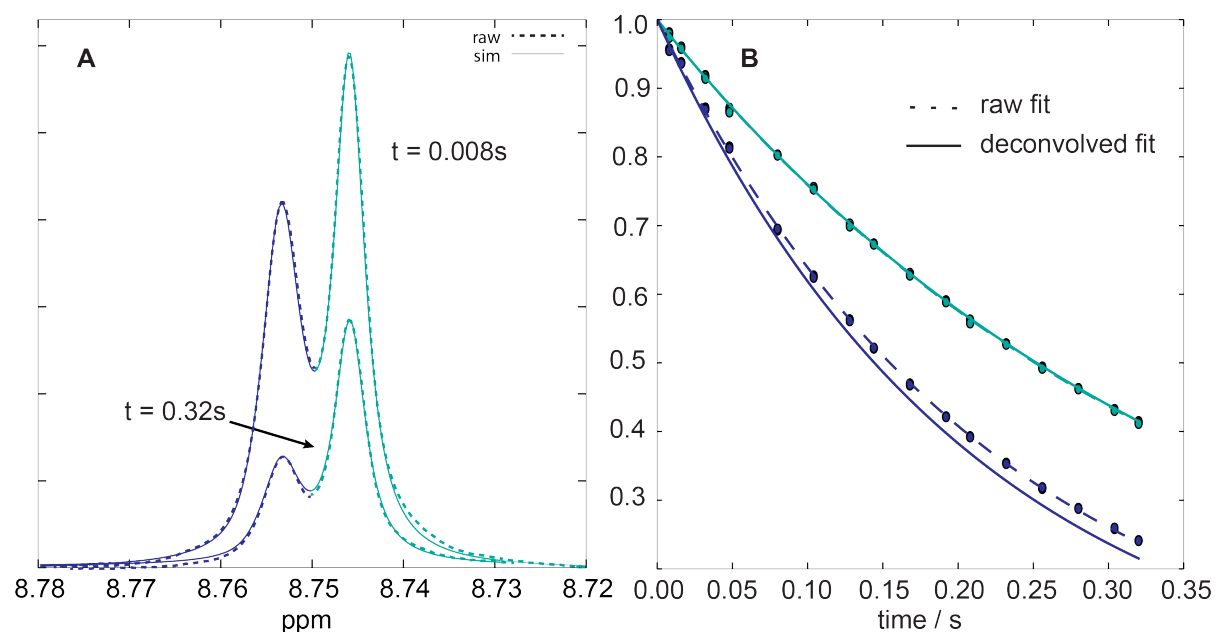 A
raw
sim
t = 0.008s
t = 0.32s
8.78 8.77 8.76 8.75 8.74 8.73 8.72
ppm
B
raw fit
deconvolved fit
1.0
0.9
0.8
0.7
0.6
0.5
0.4
0.3
0.00 0.05 0.10 0.15 0.20 0.25 0.30 0.35
time / s